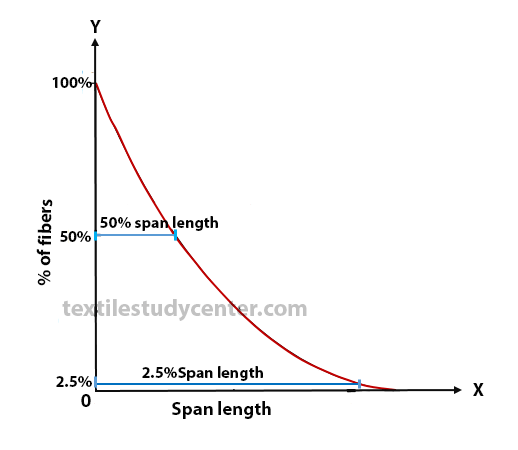 Y
100%
50% span length
% of fibers
50%
textilestudycenter.com
2.5%Span length
2.5%
0
Span length
X